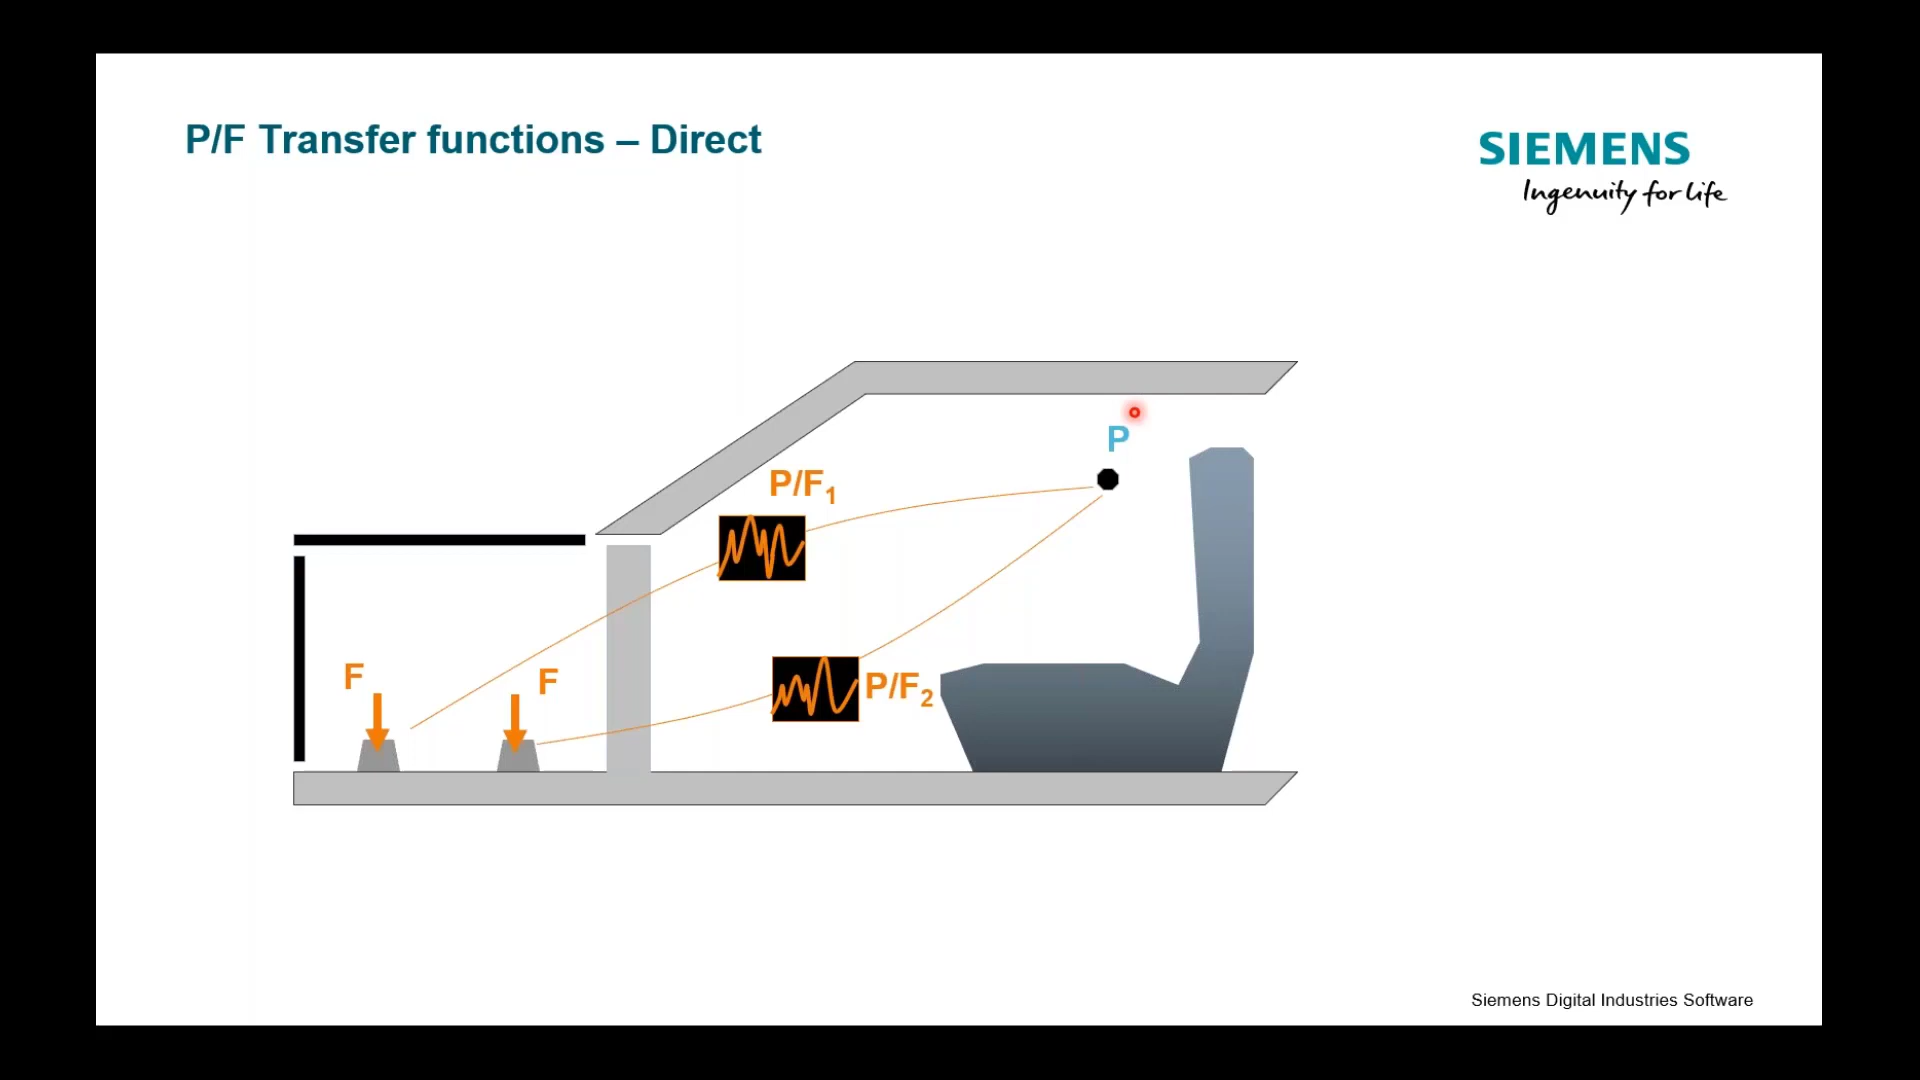 P/F Transfer functions – Direct
SIEMENS
Ingenuity for life
P
P/F1
F
F
P/F2
Siemens Digital Industries Software